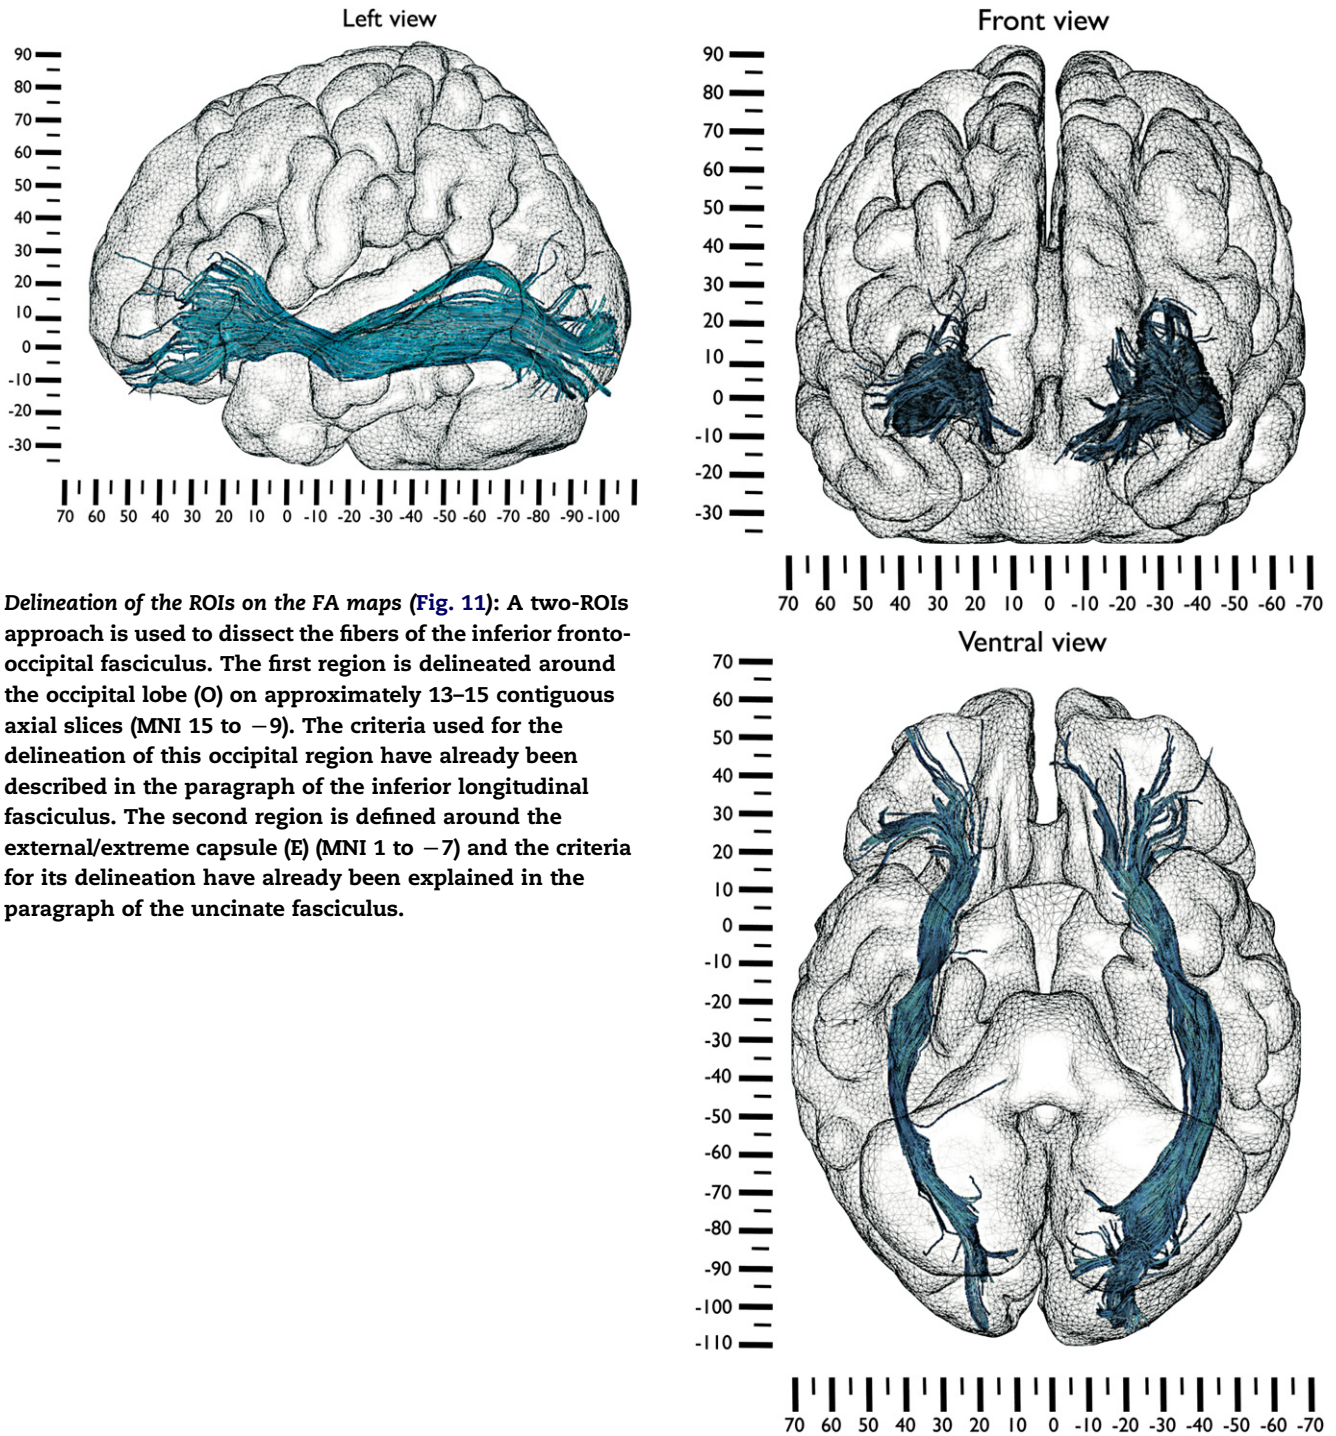 Left view
90
80
70
60
50
40
30
20
10
0
-10
-20
-30
70 60 50 40 30 20 10 0 -10 -20 -30 -40 -50 -60 -70 -80 -90 -100
Delineation of the ROIs on the FA maps (Fig. 11): A two-ROIs
approach is used to dissect the fibers of the inferior fronto-
occipital fasciculus. The first region is delineated around
the occipital lobe (O) on approximately 13–15 contiguous
axial slices (MNI 15 to −9). The criteria used for the
delineation of this occipital region have already been
described in the paragraph of the inferior longitudinal
fasciculus. The second region is defined around the
external/extreme capsule (E) (MNI 1 to −7) and the criteria
for its delineation have already been explained in the
paragraph of the uncinate fasciculus.
Front view
90
80
70
60
50
40
30
20
10
0
-10
-20
-30
70 60 50 40 30 20 10 0 -10 -20 -30 -40 -50 -60 -70
Ventral view
70
60
50
40
30
20
10
0
-10
-20
-30
-40
-50
-60
-70
-80
-90
-100
-110
70 60 50 40 30 20 10 0 -10 -20 -30 -40 -50 -60 -70